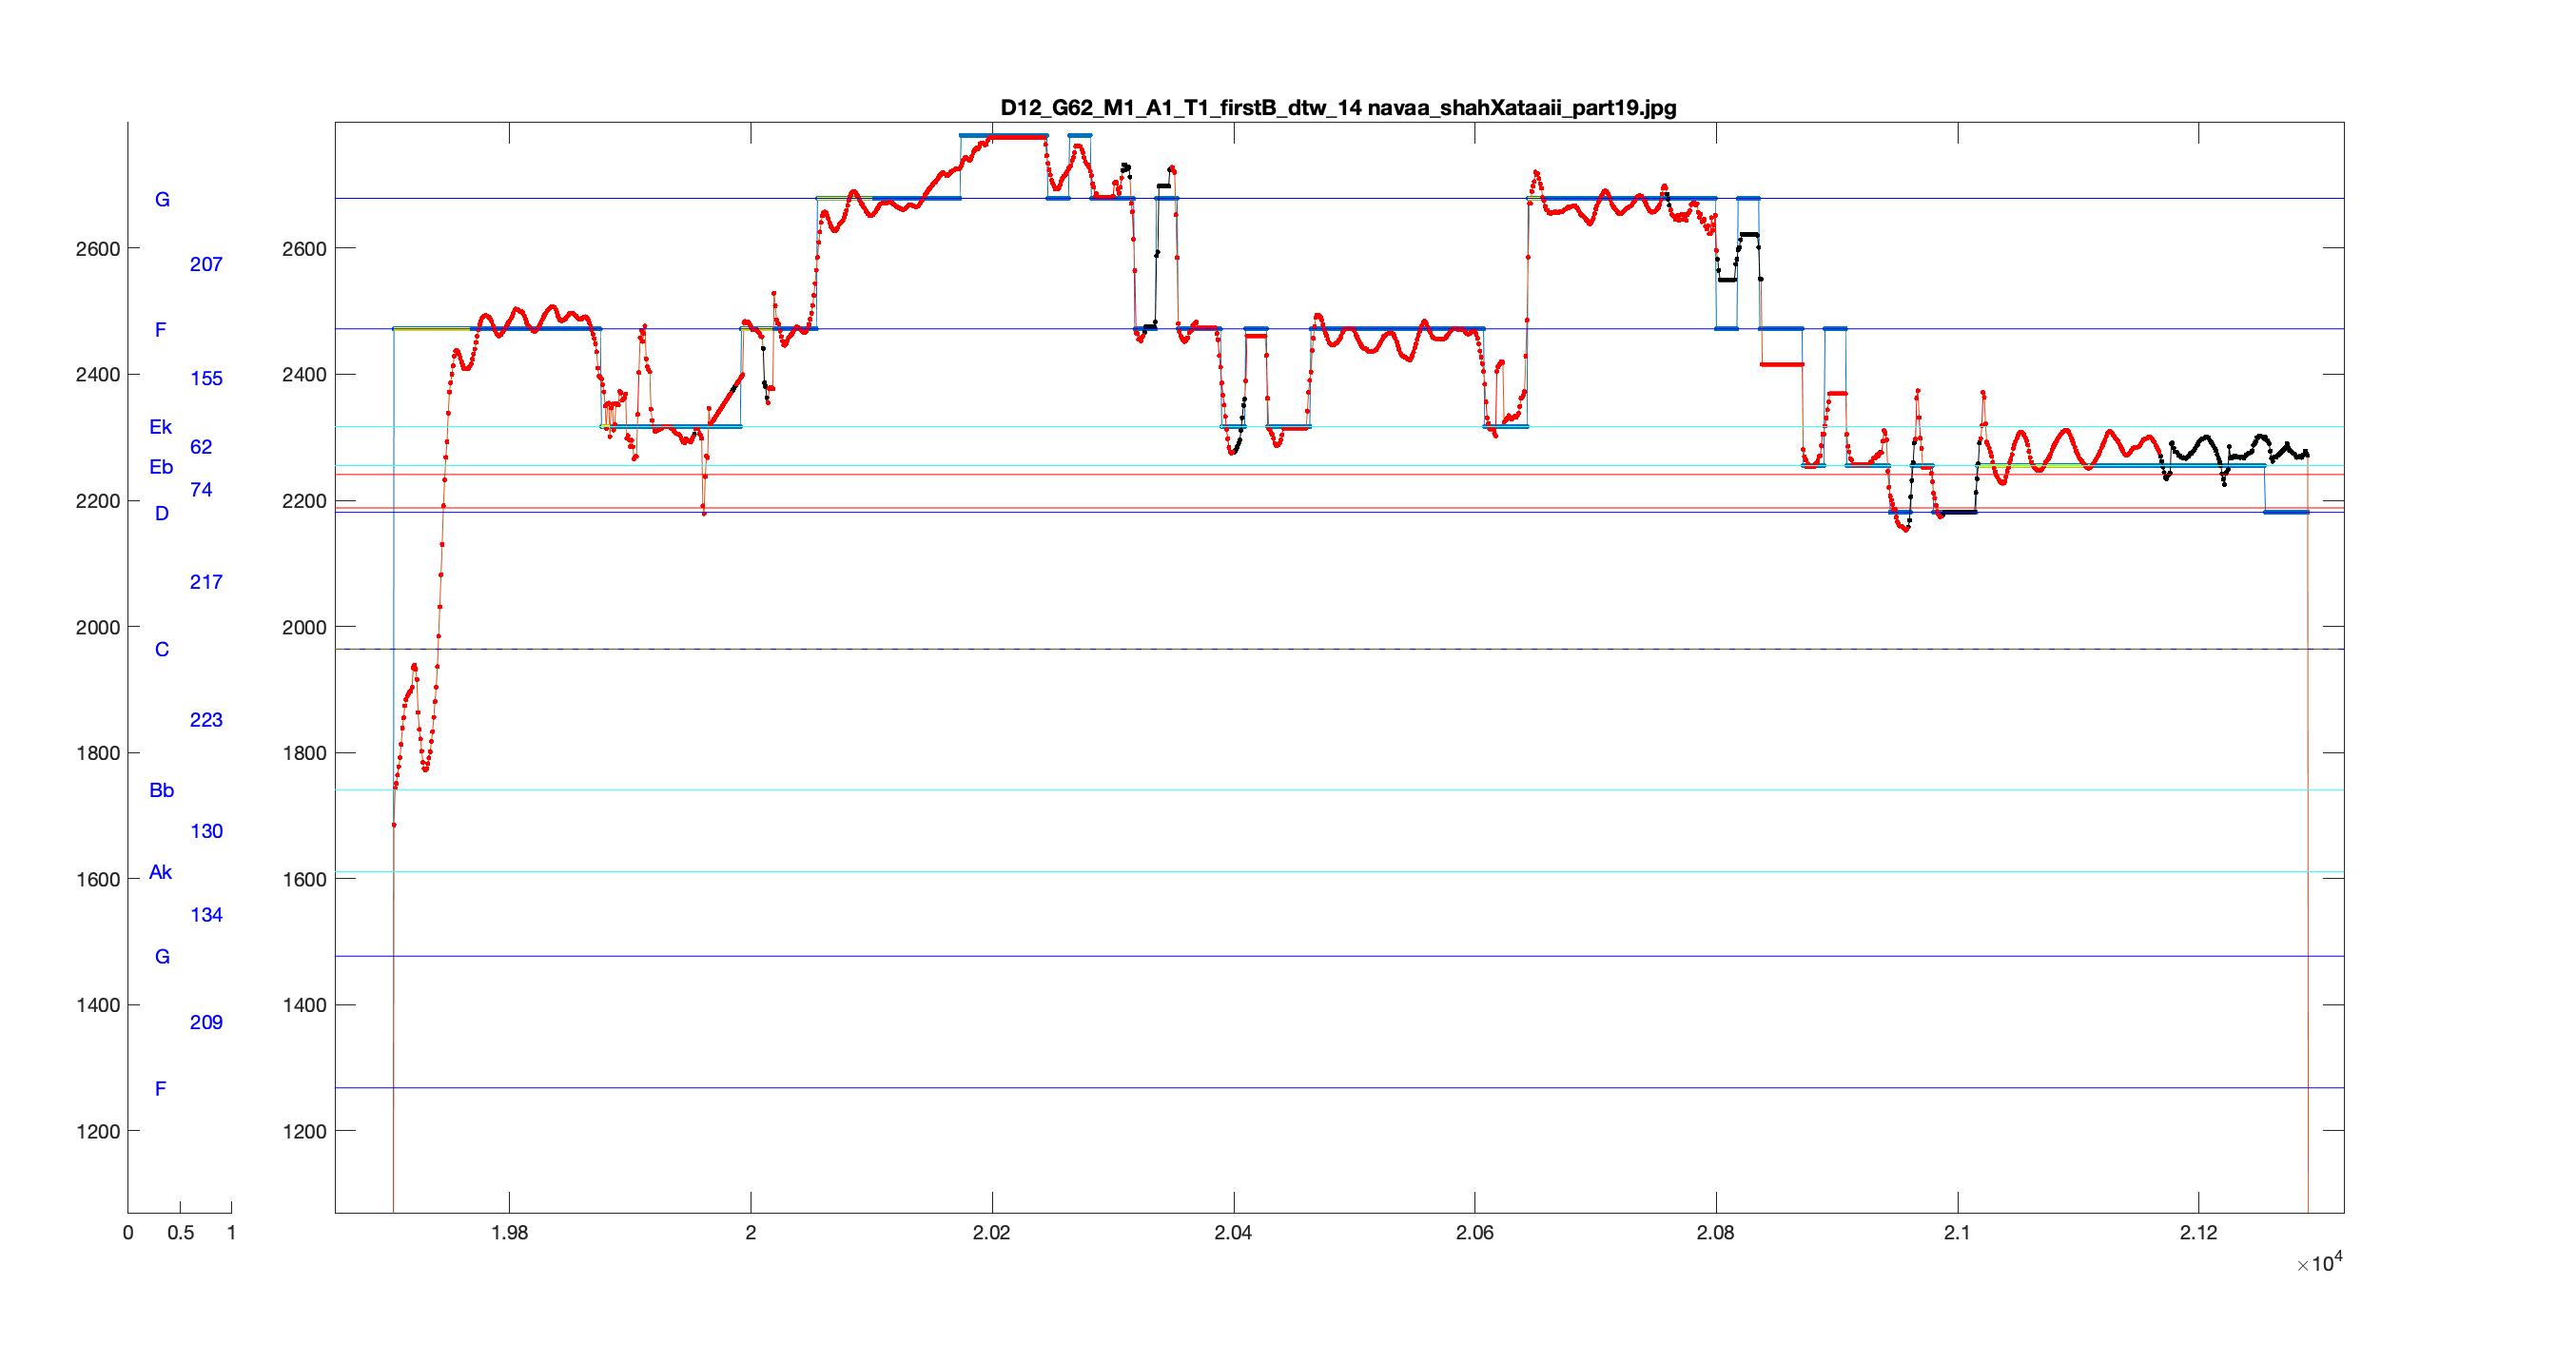 D12_G62_M1_A1_T1_firstB_dtw_14 navaa_shahXataaii_part19.jpg
G
2600 2600
207
F
2400 155 2400
Ek
62
Eb
74
2200 2200
D
217
2000 2000
C
223
1800 1800
Bb
130
Ak
1600 1600
134
G
1400 1400
209
F
1200 1200
0 0.5 1 1.98 2 2.02 2.04 2.06 2.08 2.1 2.12
×10^4